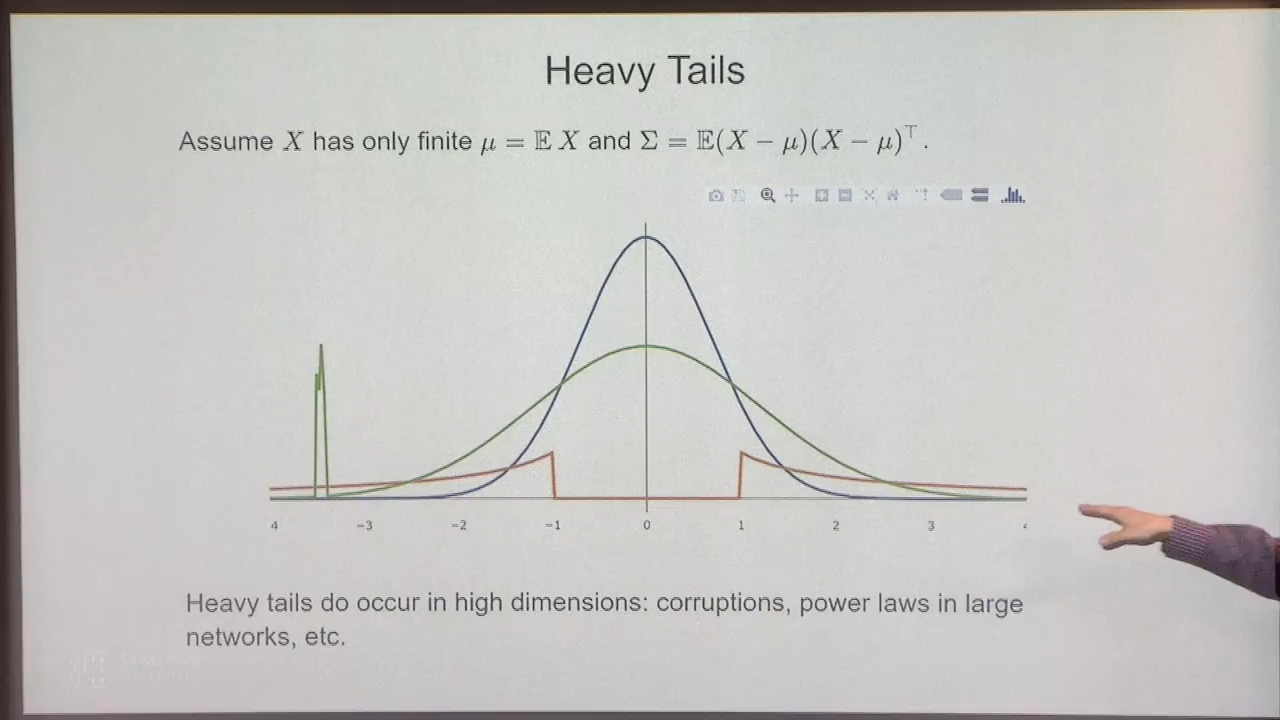 Heavy Tails
Assume X has only finite μ = 𝔼 X and Σ = 𝔼(X − μ)(X − μ)⊤ .
4 −3 −2 −1 0 1 2 3
Heavy tails do occur in high dimensions: corruptions, power laws in large
networks, etc.